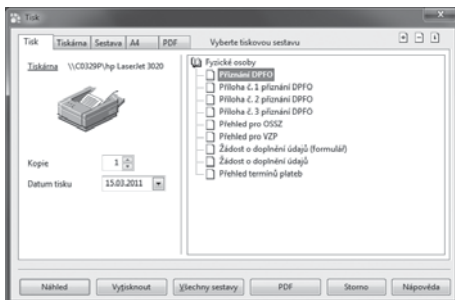 Tisk
Tisk Tiskárna Sestava A4 PDF Vyberte tiskovou sestavu
Tiskárna \\C0329P\hp LaserJet 3020
Fyzické osoby
Přiznání DPFO
Příloha č. 1 přiznání DPFO
Příloha č. 2 přiznání DPFO
Příloha č. 3 přiznání DPFO
Přehled pro OSSZ
Přehled pro VZP
Žádost o doplnění údajů (formulář)
Žádost o doplnění údajů
Přehled termínů plateb
Kopie 1
Datum tisku 15.03.2011
Náhled Vytisknout Všechny sestavy PDF Storno Nápověda